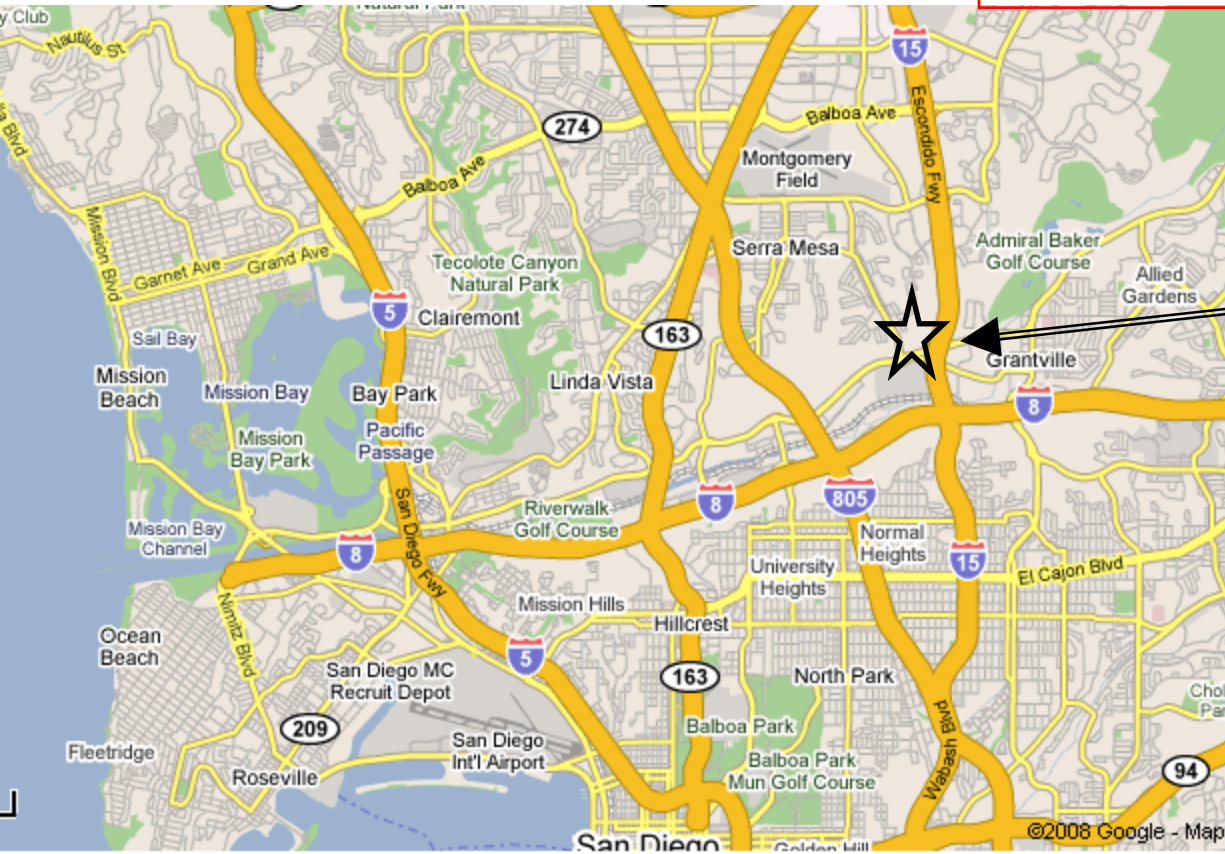 y Club
Natural Park
Nautilus St
15
Escondido Fwy
274
Balboa Ave
Balboa Ave
Montgomery
Field
Mission Blvd
Garnet Ave
Grand Ave
Tecolote Canyon
Natural Park
Serra Mesa
Admiral Baker
Golf Course
Allied
Gardens
5
Clairemont
163
Sail Bay
Grantville
Mission
Beach
Mission Bay
Bay Park
Linda Vista
8
Mission
Bay Park
Pacific
Passage
San Diego Fwy
Riverwalk
Golf Course
8
805
Mission Bay
Channel
8
Normal
Heights
15
University
Heights
El Cajon Blvd
Nimitz Blvd
Mission Hills
Hillcrest
Ocean
Beach
5
San Diego MC
Recruit Depot
163
North Park
Chol
Par
209
Balboa Park
Wabash Blvd
Fleetridge
San Diego
Int'l Airport
Balboa Park
Mun Golf Course
Roseville
94
San Diego
Golden Hill
©2008 Google - Map